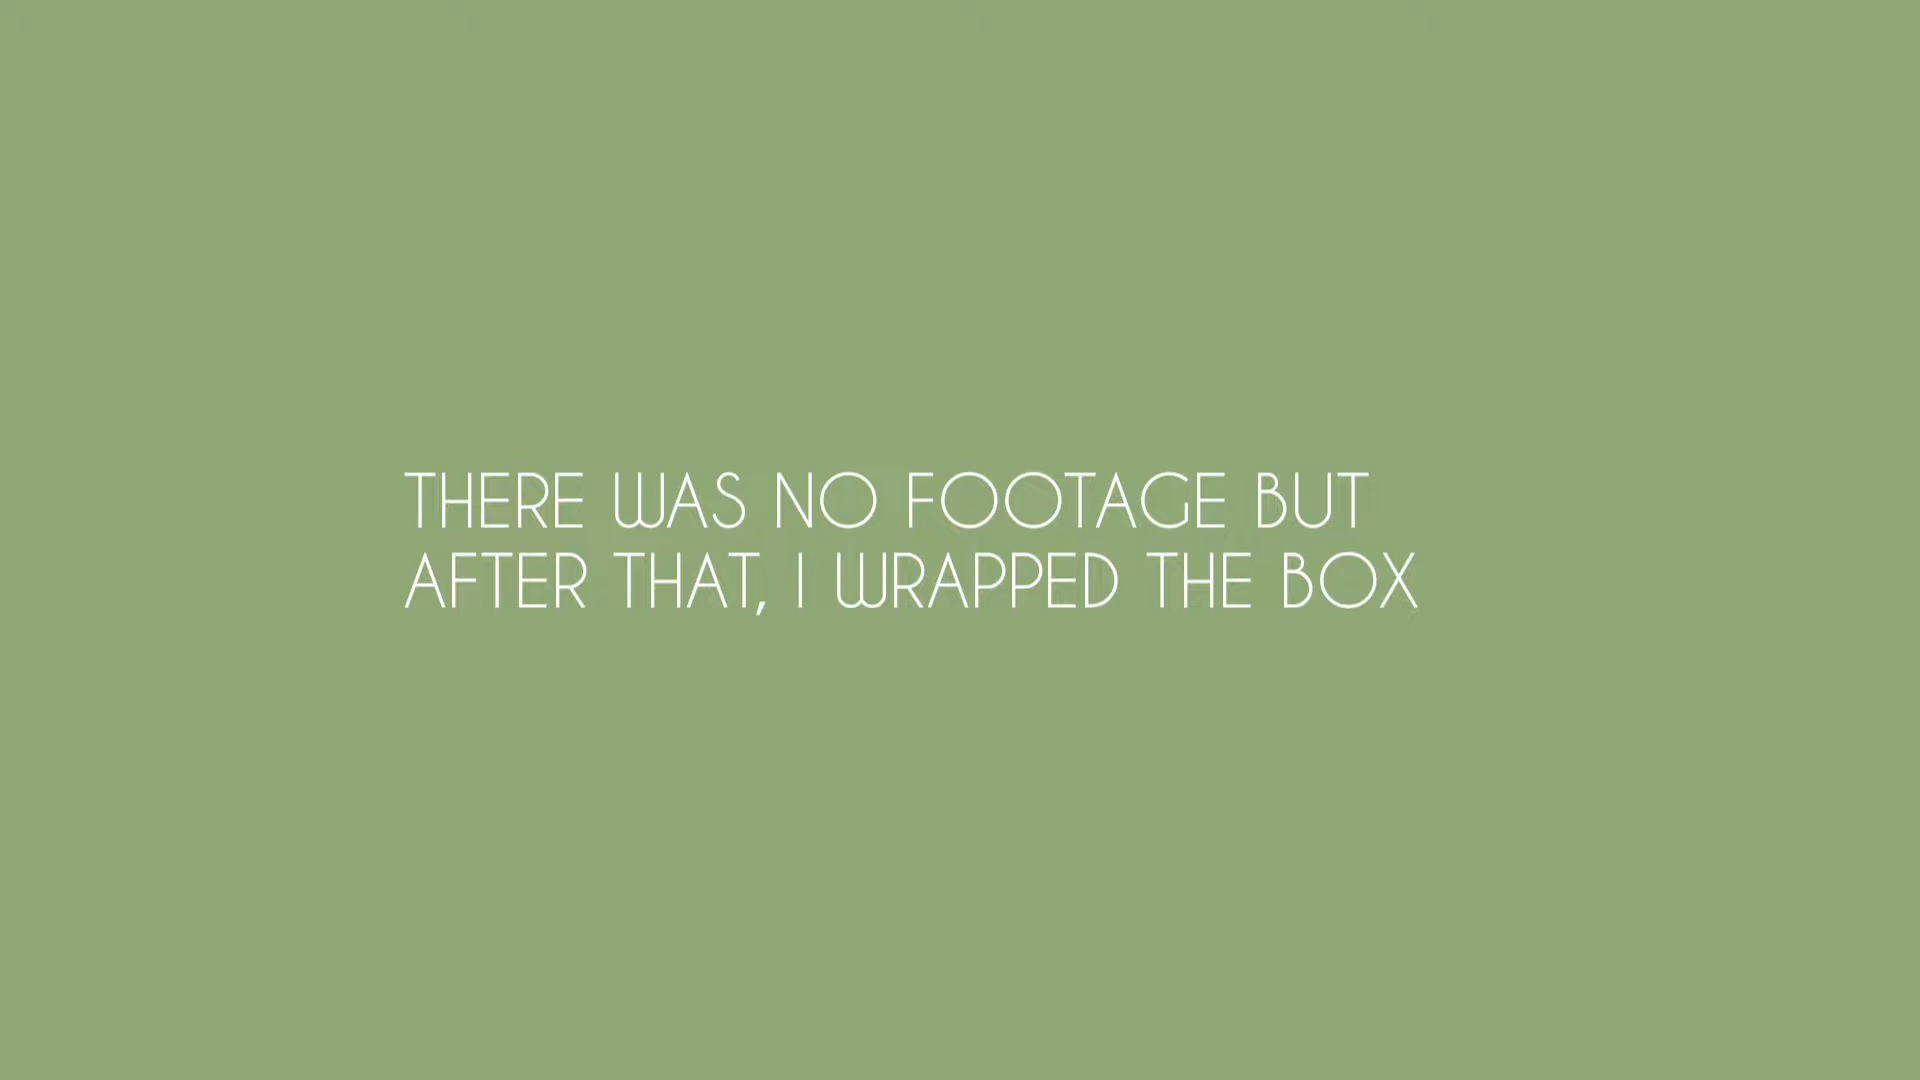 THERE WAS NO FOOTAGE BUT
AFTER THAT, I WRAPPED THE BOX